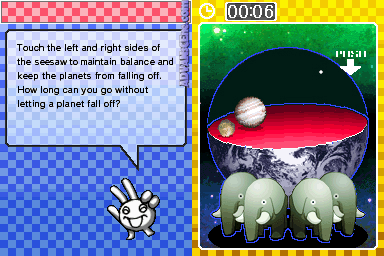 00:06
Touch the left and right sides of
the seesaw to maintain balance and
keep the planets from falling off.
How long can you go without
letting a planet fall off?
PUSH